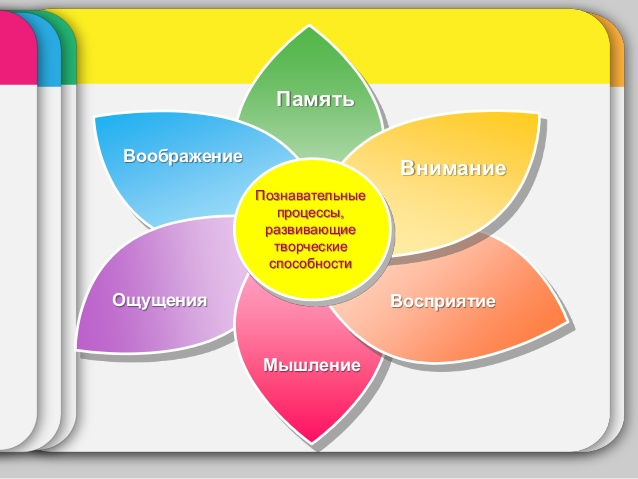 Память
Воображение
Внимание
Познавательные
процессы,
развивающие
творческие
способности
Ощущения
Восприятие
Мышление